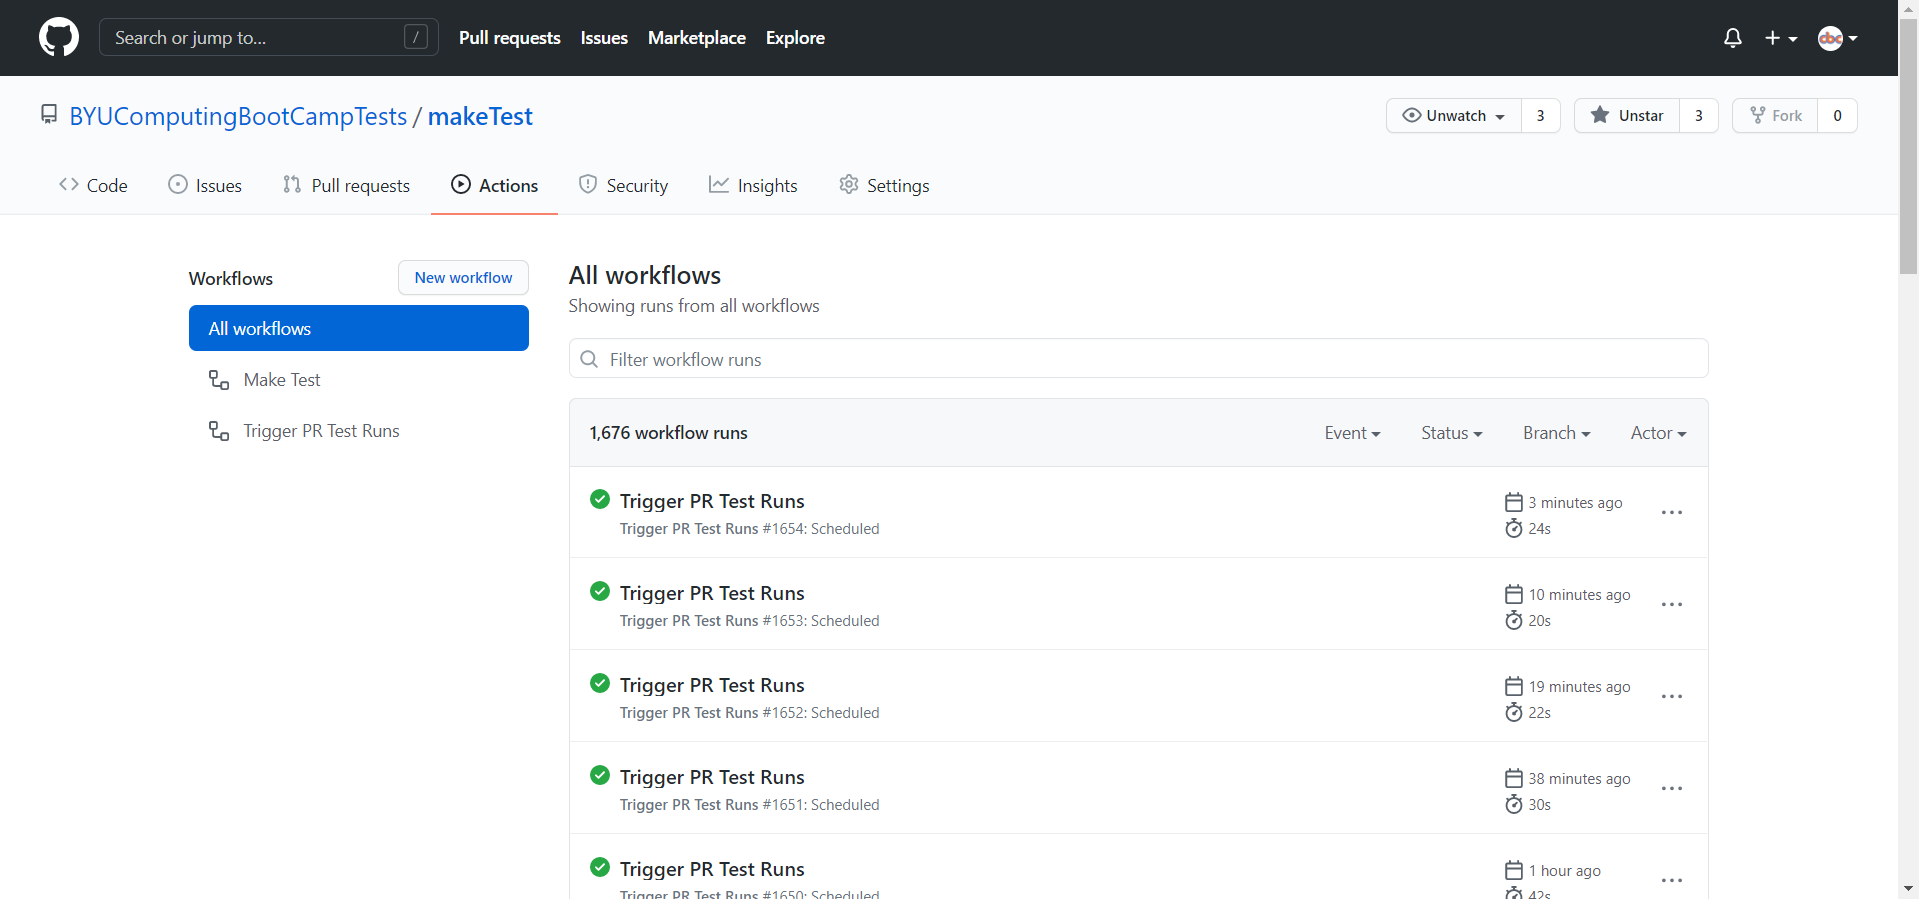 Search or jump to... /
Pull requests Issues Marketplace Explore
cbc
BYUComputingBootCampTests / makeTest
Unwatch 3 Unstar 3 Fork 0
Code Issues Pull requests Actions Security Insights Settings
Workflows New workflow
All workflows
Make Test
Trigger PR Test Runs
All workflows
Showing runs from all workflows
Filter workflow runs
1,676 workflow runs Event Status Branch Actor
Trigger PR Test Runs
Trigger PR Test Runs #1654: Scheduled
3 minutes ago
24s
Trigger PR Test Runs
Trigger PR Test Runs #1653: Scheduled
10 minutes ago
20s
Trigger PR Test Runs
Trigger PR Test Runs #1652: Scheduled
19 minutes ago
22s
Trigger PR Test Runs
Trigger PR Test Runs #1651: Scheduled
38 minutes ago
30s
Trigger PR Test Runs
Trigger PR Test Runs #1650: Scheduled
1 hour ago
42s